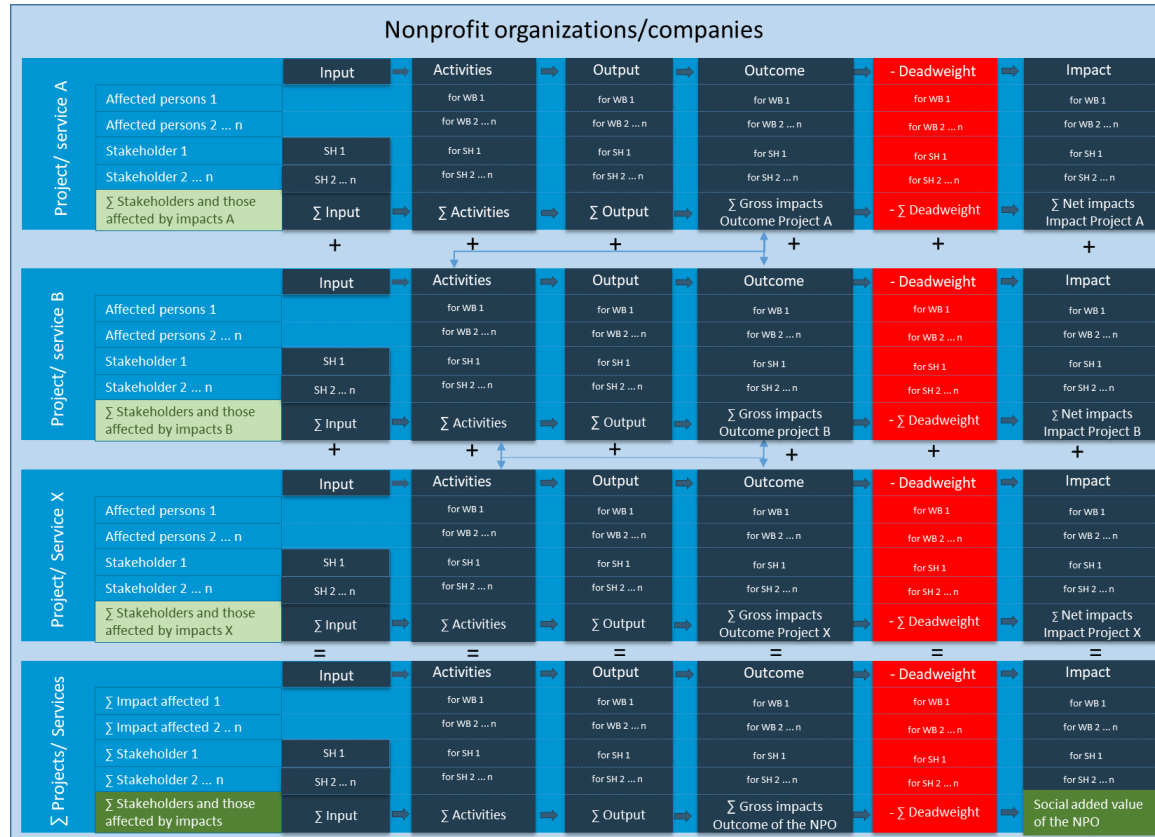 Nonprofit organizations/companies
Project/ service A
Input Activities Output Outcome - Deadweight Impact
Affected persons 1 for WB 1 for WB 1 for WB 1 for WB 1 for WB 1
Affected persons 2 ... n for WB 2 ... n for WB 2 ... n for WB 2 ... n for WB 2 ... n for WB 2 ... n
Stakeholder 1 SH 1 for SH 1 for SH 1 for SH 1 for SH 1 for SH 1
Stakeholder 2 ... n SH 2 ... n for SH 2 ... n for SH 2 ... n for SH 2 ... n for SH 2 ... n for SH 2 ... n
∑ Stakeholders and those ∑ Gross impacts ∑ Net impacts
affected by impacts A ∑ Input ∑ Activities ∑ Output Outcome Project A - ∑ Deadweight Impact Project A
+ + + + + +
Project/ service B
Input Activities Output Outcome - Deadweight Impact
Affected persons 1 for WB 1 for WB 1 for WB 1 for WB 1 for WB 1
Affected persons 2 ... n for WB 2 ... n for WB 2 ... n for WB 2 ... n for WB 2 ... n for WB 2 ... n
Stakeholder 1 SH 1 for SH 1 for SH 1 for SH 1 for SH 1 for SH 1
Stakeholder 2 ... n SH 2 ... n for SH 2 ... n for SH 2 ... n for SH 2 ... n for SH 2 ... n for SH 2 ... n
∑ Stakeholders and those ∑ Gross impacts ∑ Net impacts
affected by impacts B ∑ Input ∑ Activities ∑ Output Outcome project B - ∑ Deadweight Impact Project B
+ + + + + +
Project/ Service X
Input Activities Output Outcome - Deadweight Impact
Affected persons 1 for WB 1 for WB 1 for WB 1 for WB 1 for WB 1
Affected persons 2 ... n for WB 2 ... n for WB 2 ... n for WB 2 ... n for WB 2 ... n for WB 2 ... n
Stakeholder 1 SH 1 for SH 1 for SH 1 for SH 1 for SH 1 for SH 1
Stakeholder 2 ... n SH 2 ... n for SH 2 ... n for SH 2 ... n for SH 2 ... n for SH 2 ... n for SH 2 ... n
∑ Stakeholders and those ∑ Gross impacts ∑ Net impacts
affected by impacts X ∑ Input ∑ Activities ∑ Output Outcome Project X - ∑ Deadweight Impact Project X
= = = = = =
∑ Projects/ Services
Input Activities Output Outcome - Deadweight Impact
∑ Impact affected 1 for WB 1 for WB 1 for WB 1 for WB 1 for WB 1
∑ Impact affected 2 .. n for WB 2 ... n for WB 2 ... n for WB 2 ... n for WB 2 ... n for WB 2 ... n
∑ Stakeholder 1 SH 1 for SH 1 for SH 1 for SH 1 for SH 1 for SH 1
∑ Stakeholder 2 ... n SH 2 ... n for SH 2 ... n for SH 2 ... n for SH 2 ... n for SH 2 ... n for SH 2 ... n
∑ Stakeholders and those ∑ Gross impacts Social added value
affected by impacts ∑ Input ∑ Activities ∑ Output Outcome of the NPO - ∑ Deadweight of the NPO